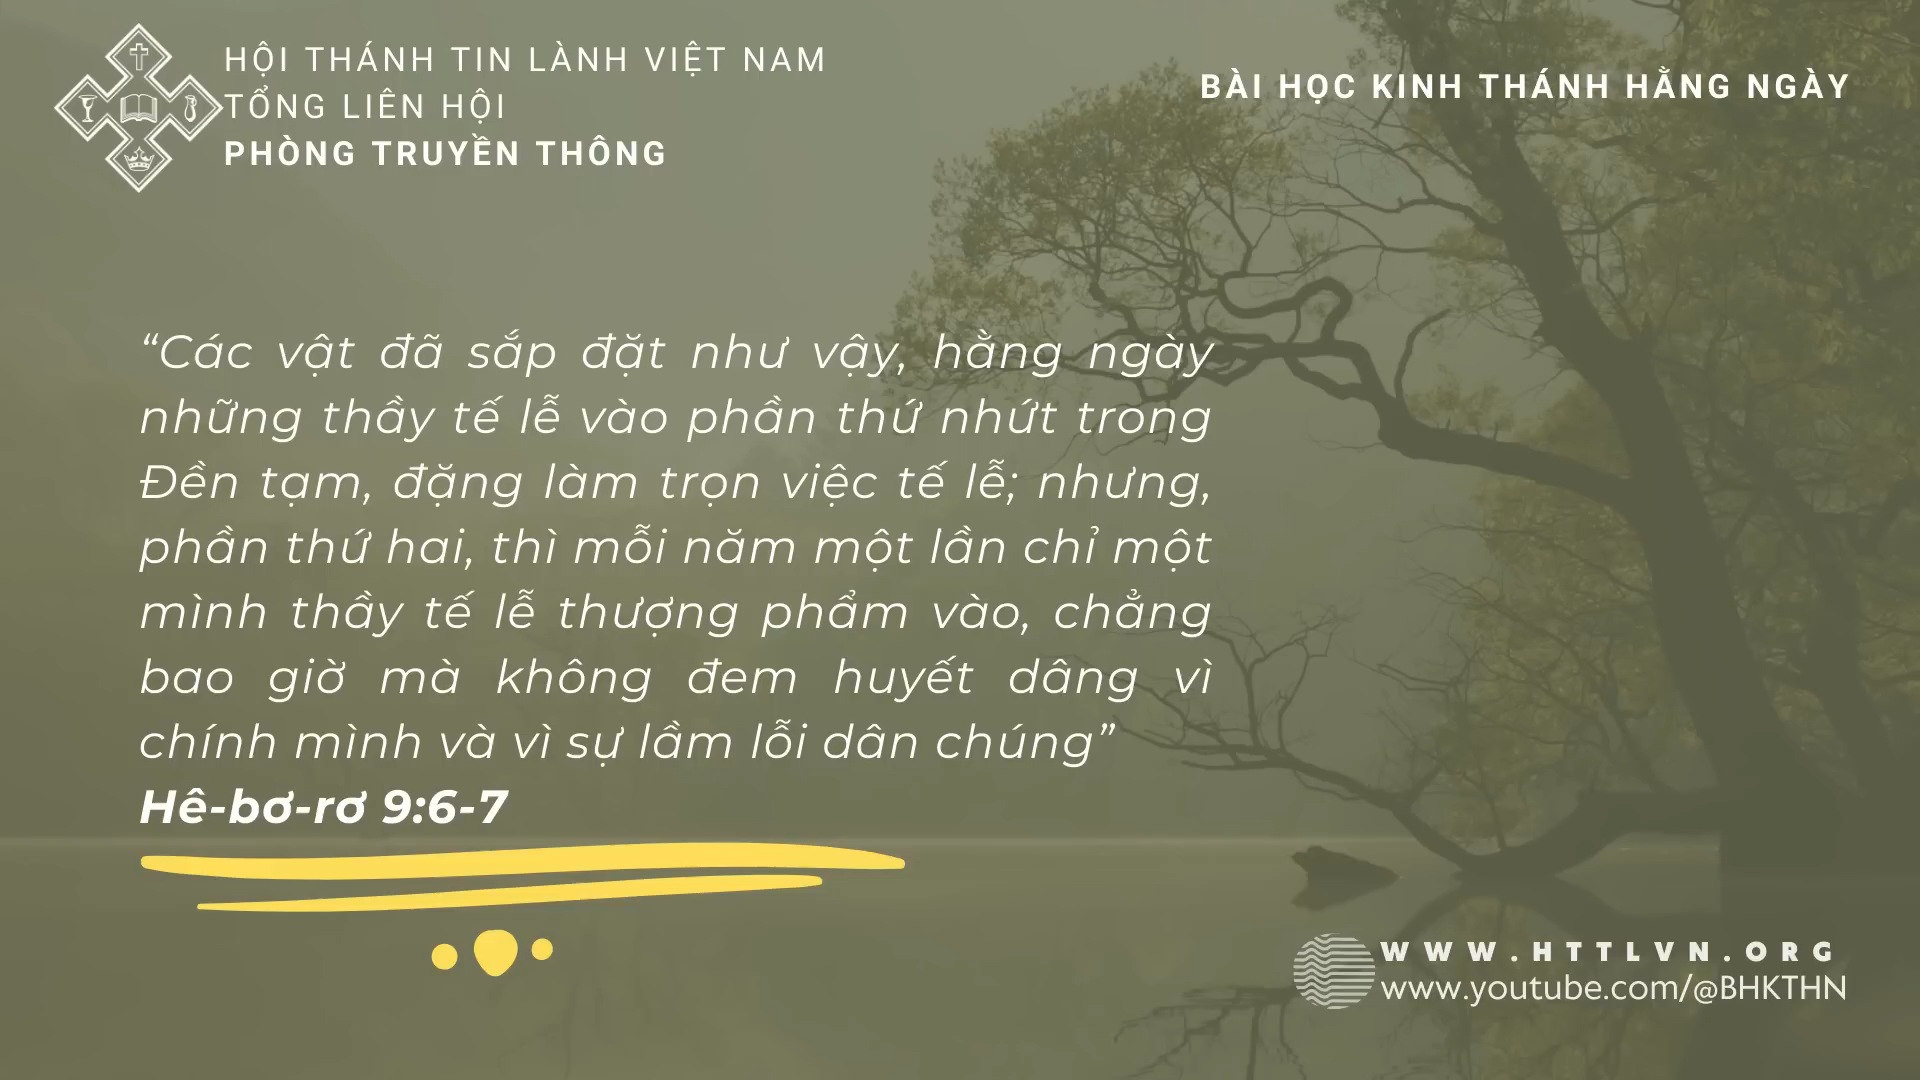 HỘI THÁNH TIN LÀNH VIỆT NAM
TỔNG LIÊN HỘI
PHÒNG TRUYỀN THÔNG
BÀI HỌC KINH THÁNH HẰNG NGÀY
“Các vật đã sắp đặt như vậy, hằng ngày
những thầy tế lễ vào phần thứ nhứt trong
Đền tạm, đặng làm trọn việc tế lễ; nhưng,
phần thứ hai, thì mỗi năm một lần chỉ một
mình thầy tế lễ thượng phẩm vào, chẳng
bao giờ mà không đem huyết dâng vì
chính mình và vì sự lầm lỗi dân chúng”
Hê-bơ-rơ 9:6-7
WWW.HTTLVN.ORG
www.youtube.com/@BHKTHN